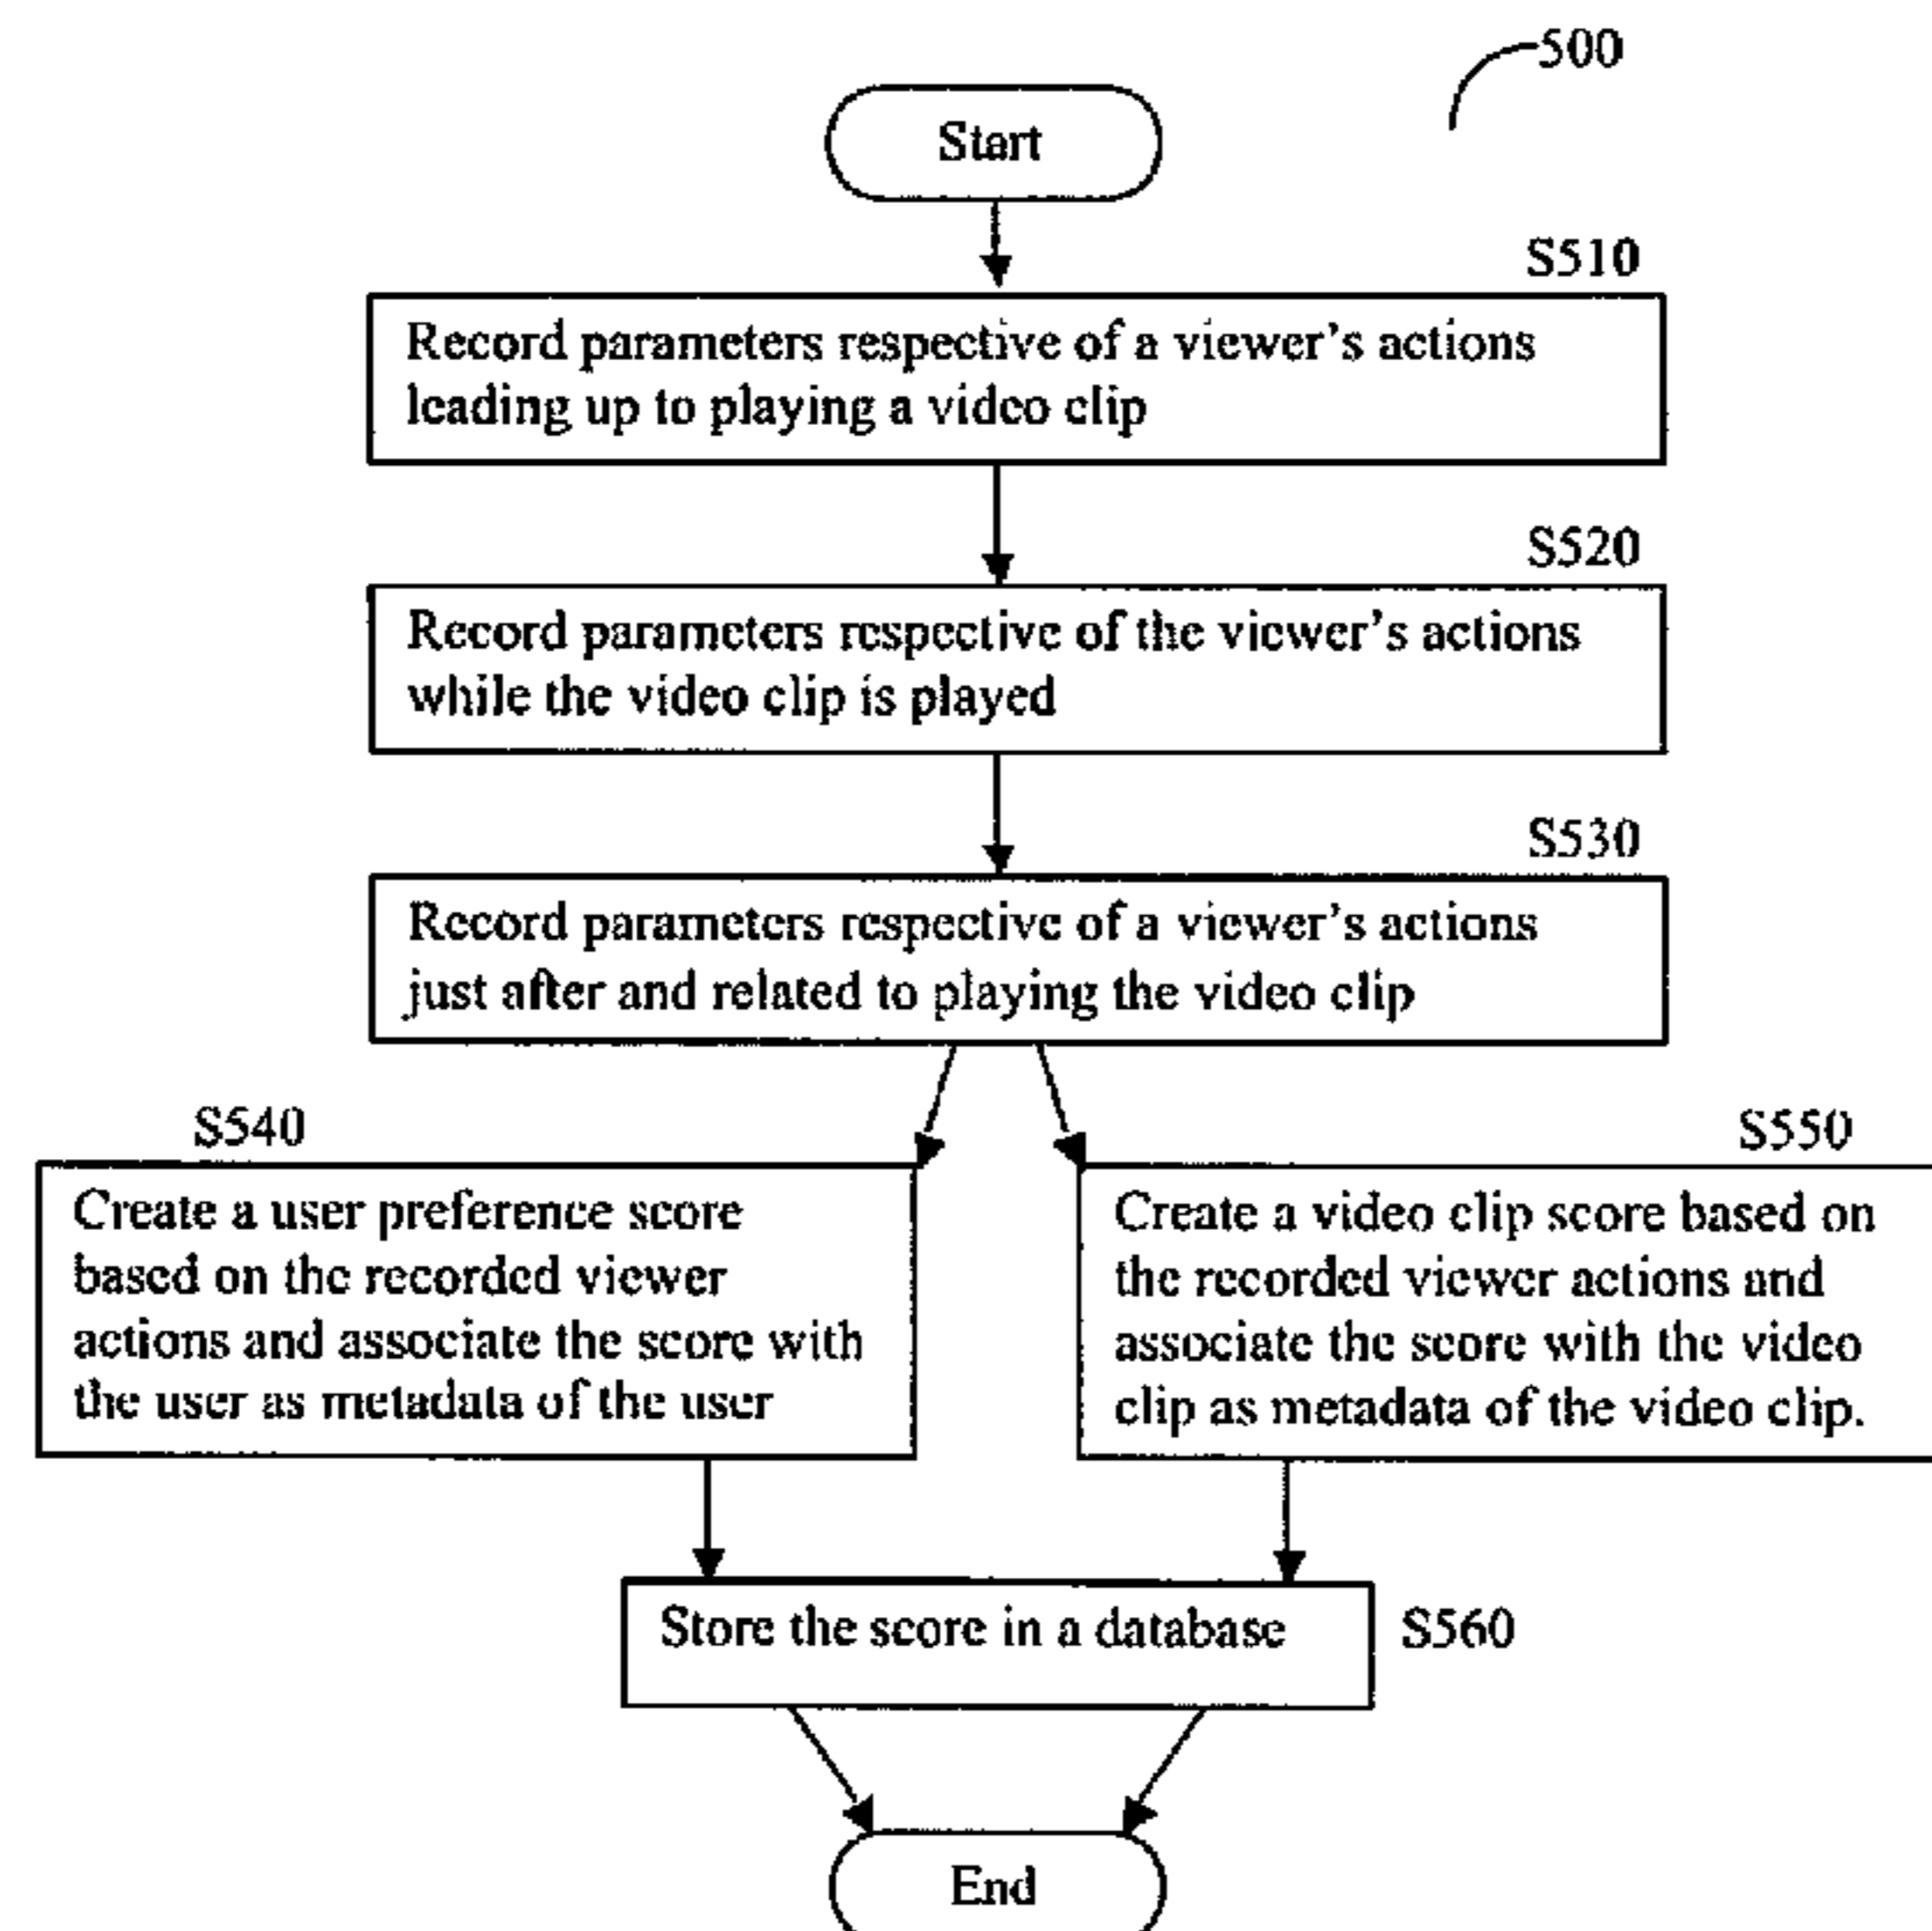 500
Start
S510
Record parameters respective of a viewer's actions
leading up to playing a video clip
S520
Record parameters respective of the viewer's actions
while the video clip is played
S530
Record parameters respective of a viewer's actions
just after and related to playing the video clip
S540
Create a user preference score
based on the recorded viewer
actions and associate the score with
the user as metadata of the user
S550
Create a video clip score based on
the recorded viewer actions and
associate the score with the video
clip as metadata of the video clip.
Store the score in a database
S560
End